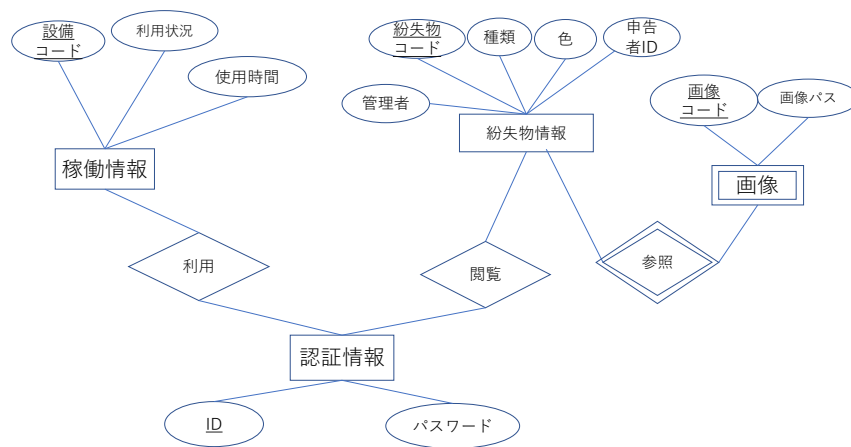 設備
コード
利用状況
使用時間
稼働情報
紛失物
コード
種類
色
申告
者ID
管理者
紛失物情報
画像
コード
画像パス
画像
利用
閲覧
参照
認証情報
ID
パスワード